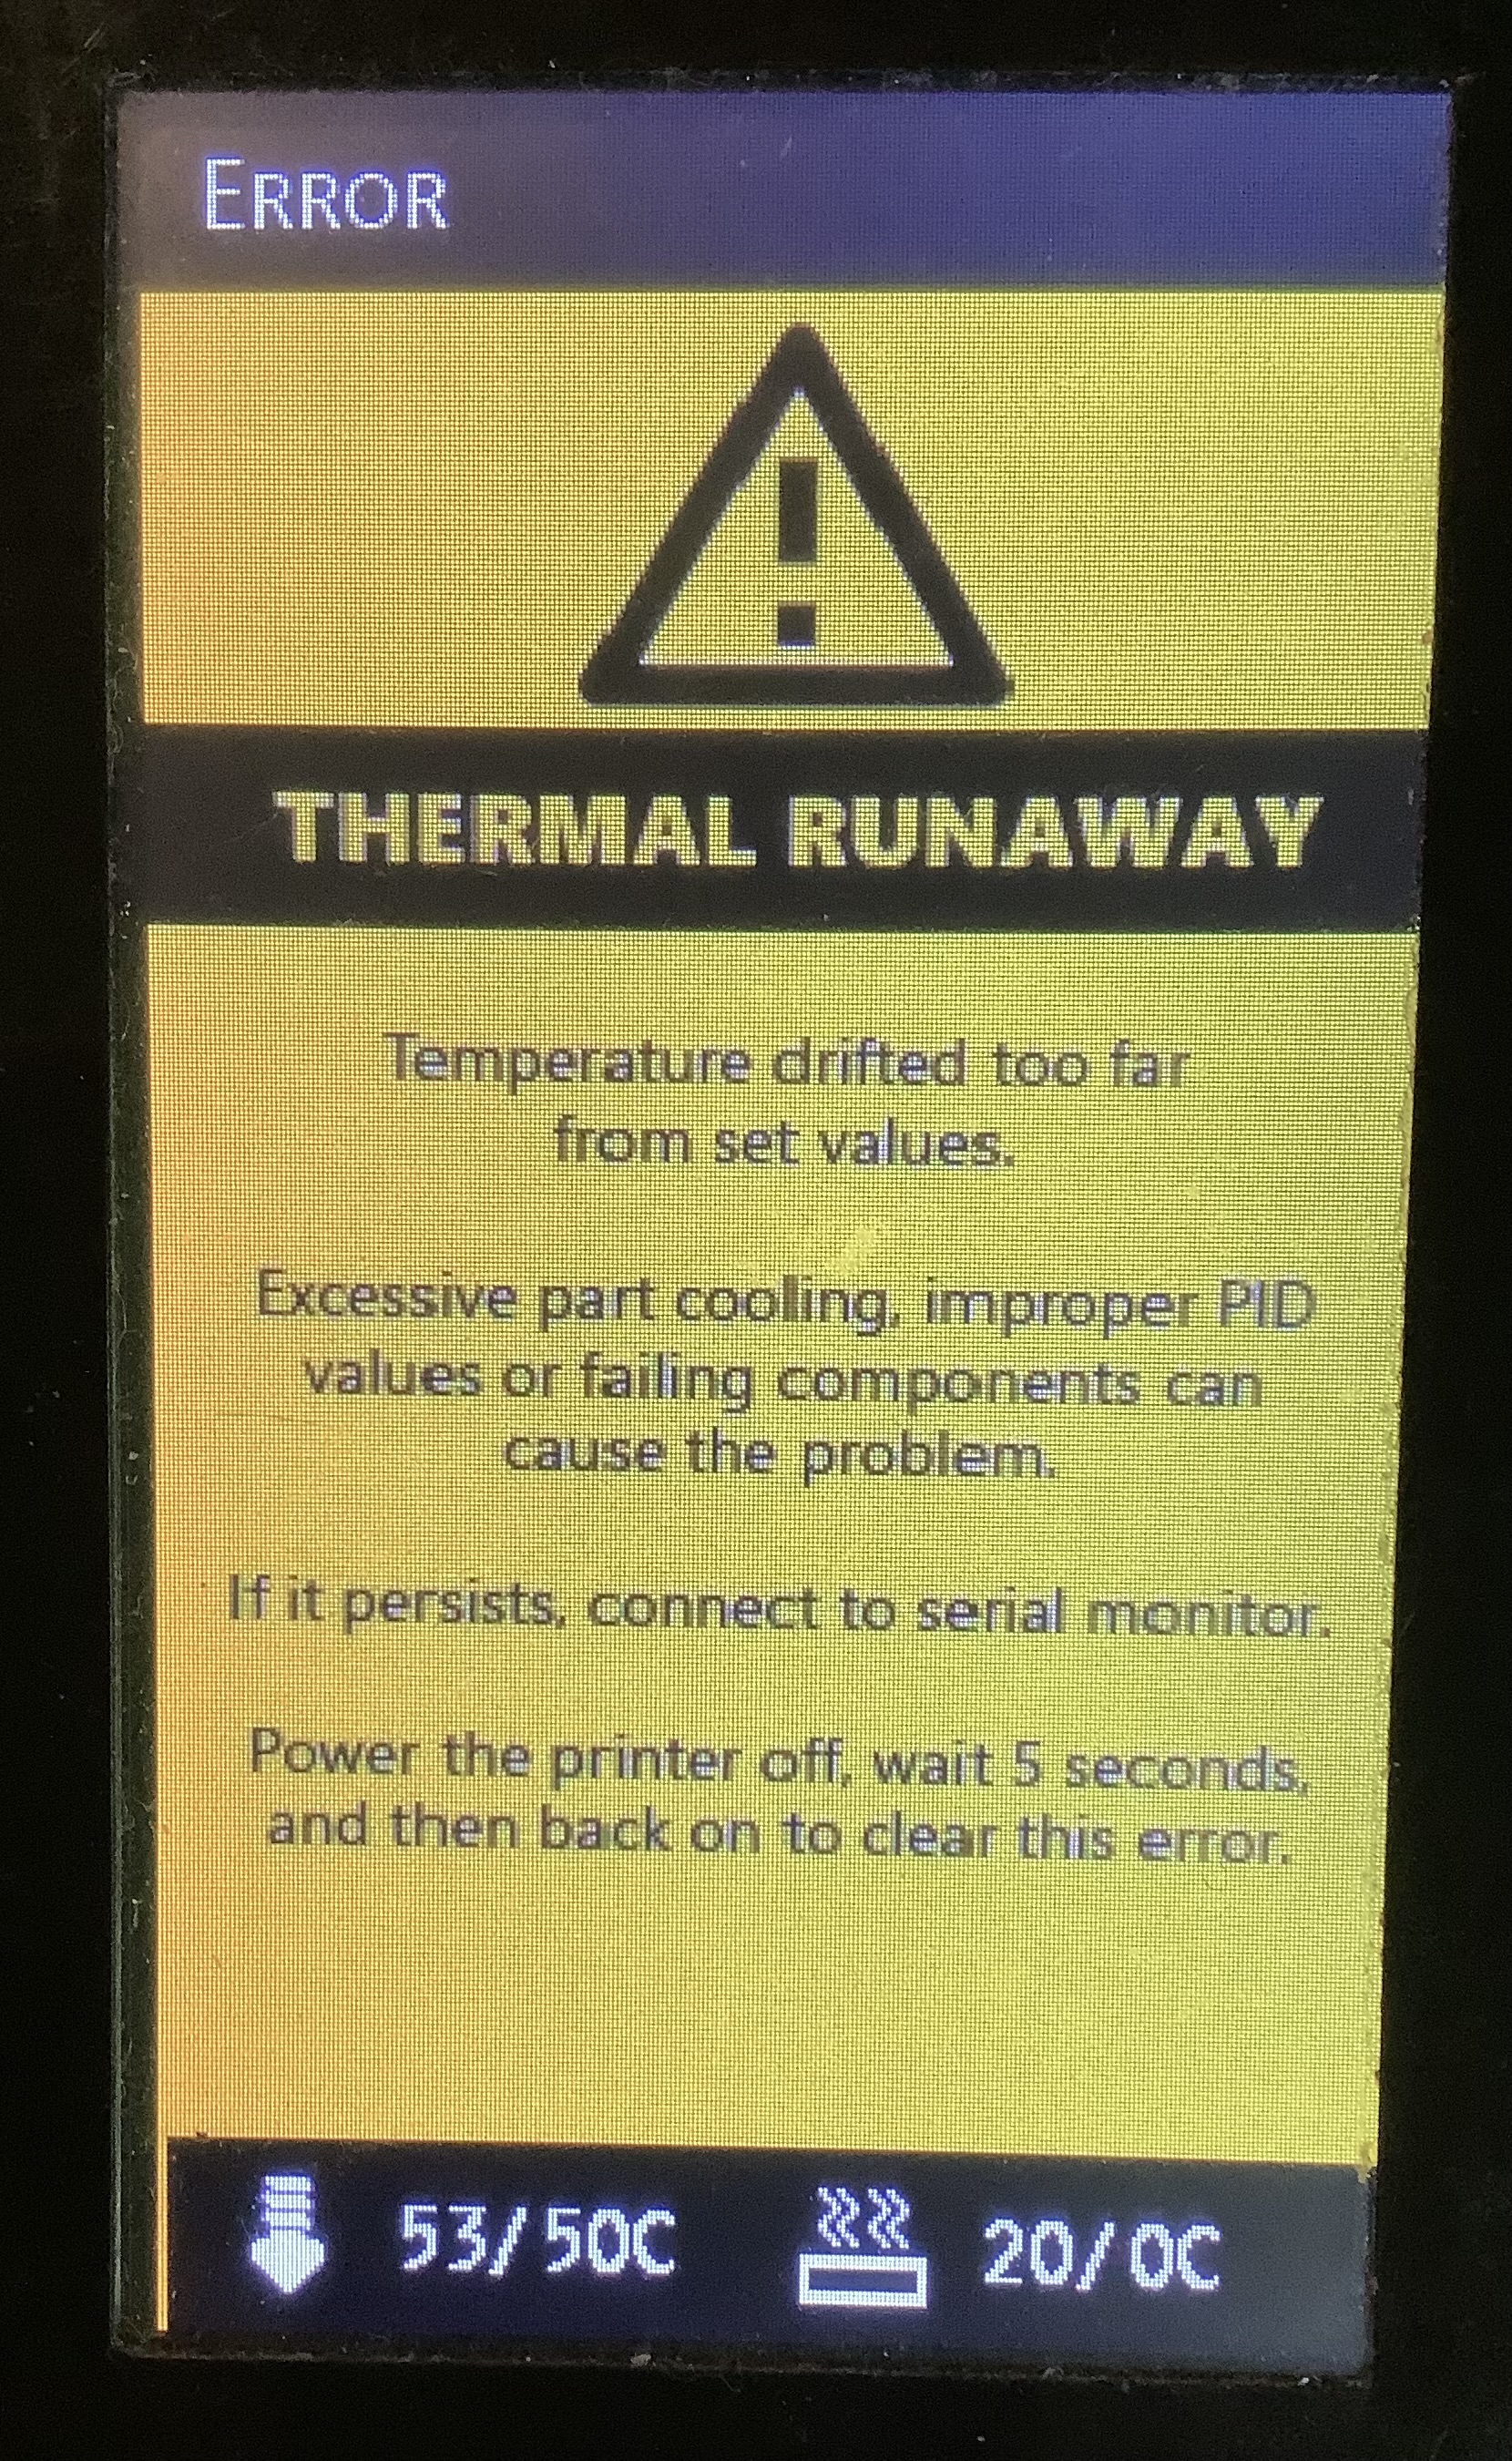 ERROR
THERMAL RUNAWAY
Temperature drifted too far
from set values.
Excessive part cooling, improper PID
values or failing components can
cause the problem.
If it persists, connect to serial monitor.
Power the printer off, wait 5 seconds,
and then back on to clear this error.
53/50C 20/0C